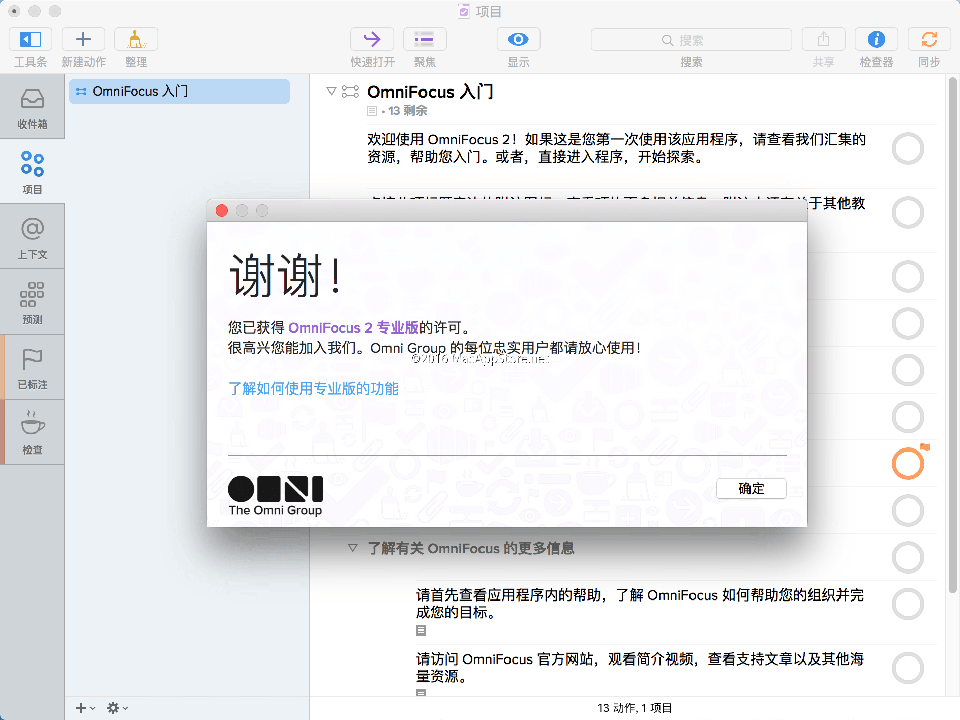 项目
工具条
新建动作
整理
快速打开
聚焦
显示
搜索
搜索
共享
检查器
同步
收件箱
项目
上下文
预测
已标注
检查
OmniFocus 入门
OmniFocus 入门
- 13 剩余
欢迎使用 OmniFocus 2！如果这是您第一次使用该应用程序，请查看我们汇集的
资源，帮助您入门。或者，直接进入程序，开始探索。
关于其他教
谢谢！
您已获得 OmniFocus 2 专业版的许可。
很高兴您能加入我们。Omni Group 的每位忠实用户都请放心使用！
©2016 MacAppStore.net
了解如何使用专业版的功能
OMNI
The Omni Group
确定
了解有关 OmniFocus 的更多信息
请首先查看应用程序内的帮助，了解 OmniFocus 如何帮助您的组织并完
成您的目标。
请访问 OmniFocus 官方网站，观看简介视频，查看支持文章以及其他海
量资源。
13 动作, 1 项目